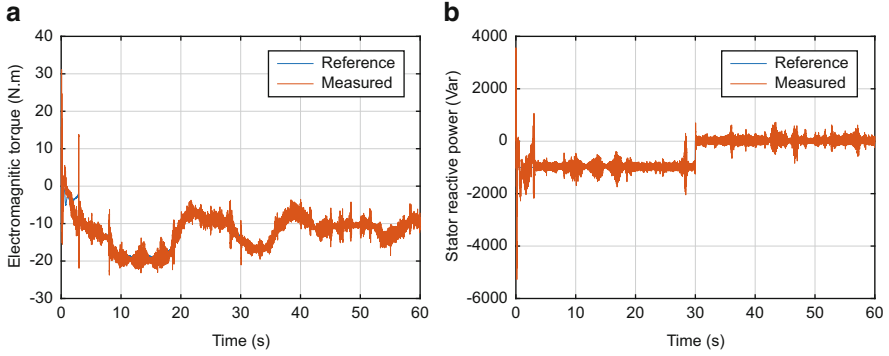 a
Electromagnitic torque (N.m)
40
30
20
10
0
-10
-20
-30
0
10
20
30
40
50
60
Time (s)
Reference
Measured
b
Stator reactive power (Var)
4000
2000
0
-2000
-4000
-6000
0
10
20
30
40
50
60
Time (s)
Reference
Measured